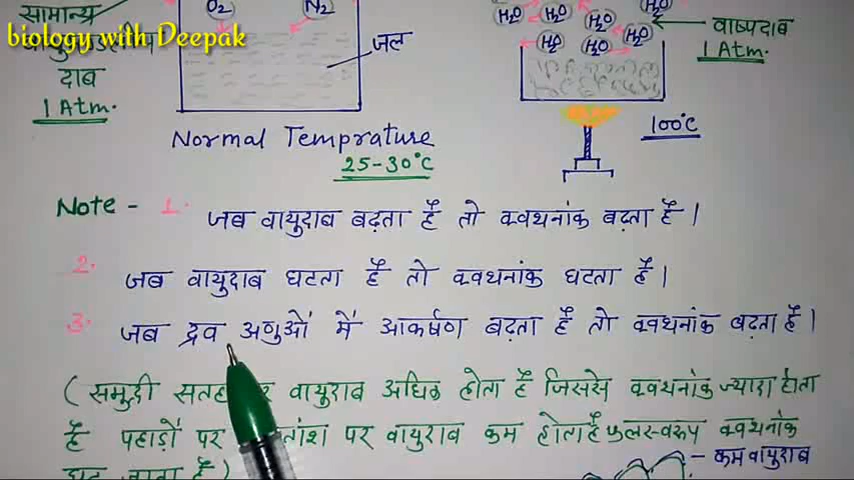 सामान्य
biology with Deepak
दाब
1 Atm.
O₂
N₂
जल
Normal Temprature
25-30°C
H₂O
H₂O
H₂O
H₂O
H₂O
H₂O
वाष्पदाब
1 Atm.
100°C
Note - 1. जब वायुदाब बढ़ता है तो क्वथनांक बढ़ता है।
2. जब वायुदाब घटता है तो क्वथनांक घटता है।
3. जब द्रव अणुओं में आकर्षण बढ़ता है तो क्वथनांक बढ़ता है।
(समुद्री सतह पर वायुदाब अधिक होता है जिससे क्वथनांक ज्यादा होता
है पहाड़ों पर पर वायुदाब कम होता है फलस्वरूप क्वथनांक
कम वायुदाब